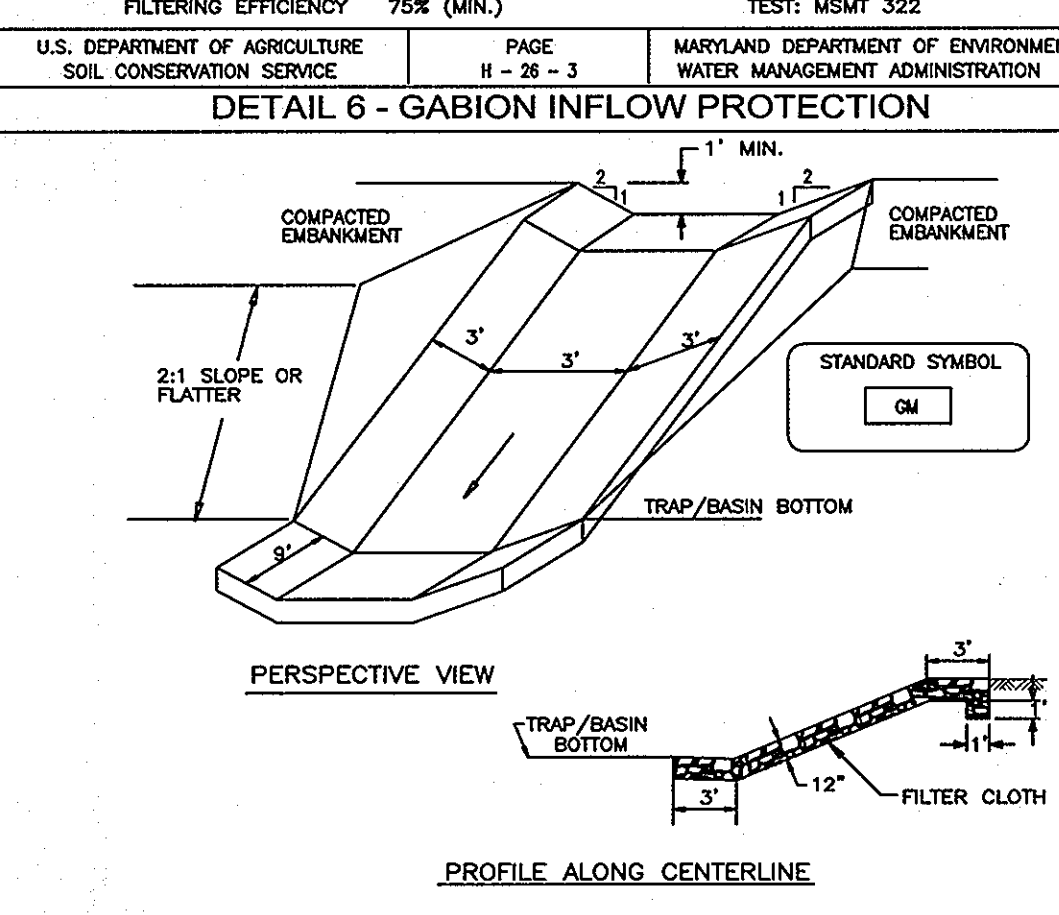 FILTERING EFFICIENCY 75% (MIN.) TEST: MSMT 322
U.S. DEPARTMENT OF AGRICULTURE
SOIL CONSERVATION SERVICE
PAGE
H - 26 - 3
MARYLAND DEPARTMENT OF ENVIRONME
WATER MANAGEMENT ADMINISTRATION
DETAIL 6 - GABION INFLOW PROTECTION
1' MIN.
2
1
2
1
COMPACTED
EMBANKMENT
COMPACTED
EMBANKMENT
3'
3'
3'
2:1 SLOPE OR
FLATTER
STANDARD SYMBOL
GM
TRAP/BASIN BOTTOM
9'
PERSPECTIVE VIEW
3'
1'
1'
TRAP/BASIN
BOTTOM
12"
3'
FILTER CLOTH
PROFILE ALONG CENTERLINE